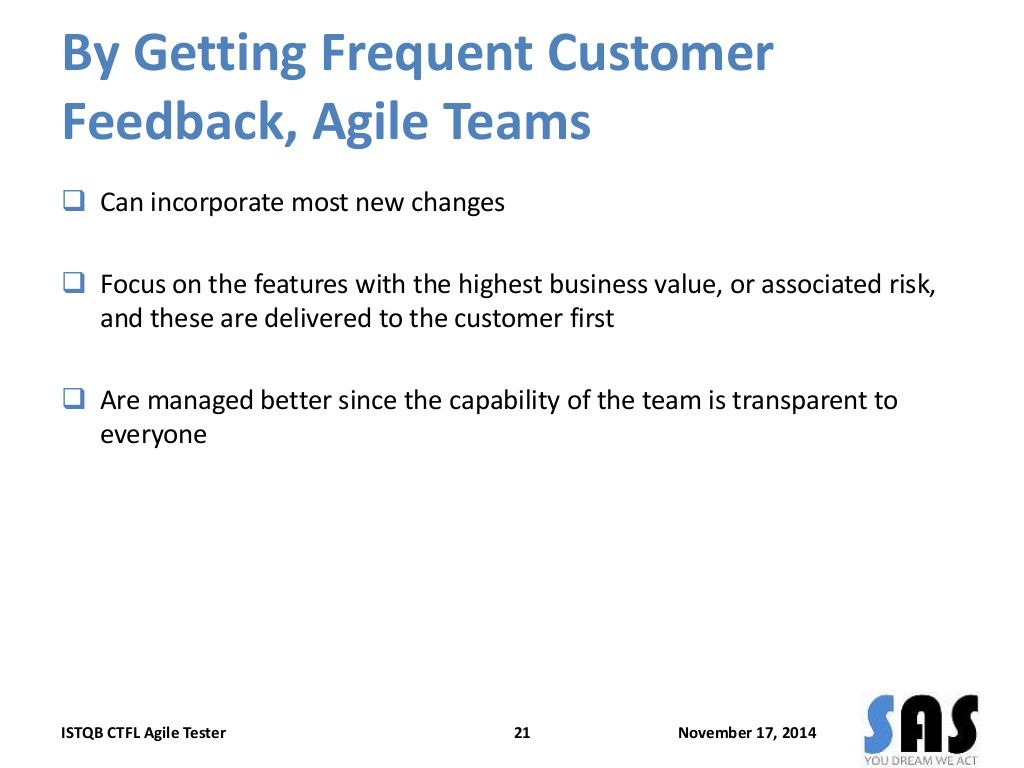 By Getting Frequent Customer
Feedback, Agile Teams
Can incorporate most new changes
Focus on the features with the highest business value, or associated risk,
and these are delivered to the customer first
Are managed better since the capability of the team is transparent to
everyone
ISTQB CTFL Agile Tester 21 November 17, 2014
SAS
YOU DREAM WE ACT